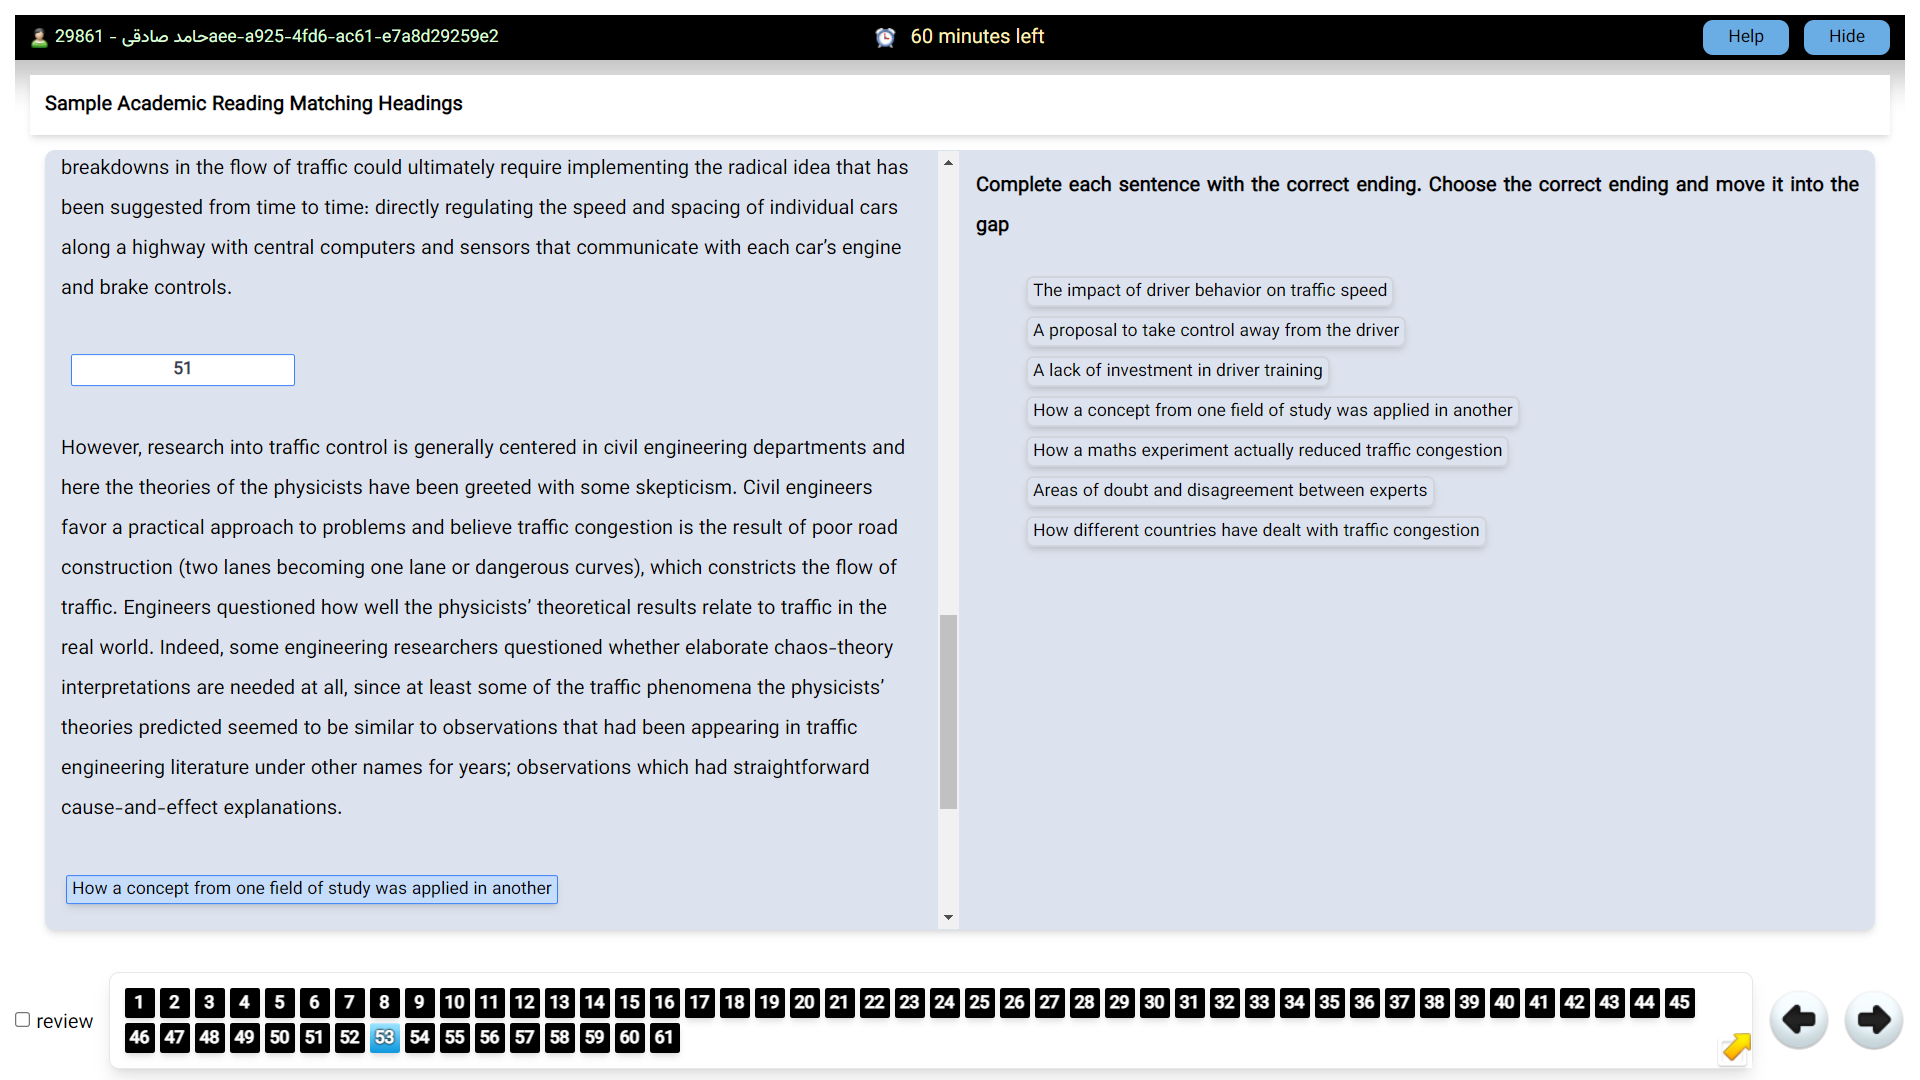 29861 - حامد صادقیaee-a925-4fd6-ac61-e7a8d29259e2
60 minutes left
Help
Hide
Sample Academic Reading Matching Headings
breakdowns in the flow of traffic could ultimately require implementing the radical idea that has
been suggested from time to time: directly regulating the speed and spacing of individual cars
along a highway with central computers and sensors that communicate with each car's engine
and brake controls.
51
However, research into traffic control is generally centered in civil engineering departments and
here the theories of the physicists have been greeted with some skepticism. Civil engineers
favor a practical approach to problems and believe traffic congestion is the result of poor road
construction (two lanes becoming one lane or dangerous curves), which constricts the flow of
traffic. Engineers questioned how well the physicists' theoretical results relate to traffic in the
real world. Indeed, some engineering researchers questioned whether elaborate chaos-theory
interpretations are needed at all, since at least some of the traffic phenomena the physicists'
theories predicted seemed to be similar to observations that had been appearing in traffic
engineering literature under other names for years; observations which had straightforward
cause-and-effect explanations.
How a concept from one field of study was applied in another
Complete each sentence with the correct ending. Choose the correct ending and move it into the
gap
The impact of driver behavior on traffic speed
A proposal to take control away from the driver
A lack of investment in driver training
How a concept from one field of study was applied in another
How a maths experiment actually reduced traffic congestion
Areas of doubt and disagreement between experts
How different countries have dealt with traffic congestion
review
1 2 3 4 5 6 7 8 9 10 11 12 13 14 15 16 17 18 19 20 21 22 23 24 25 26 27 28 29 30 31 32 33 34 35 36 37 38 39 40 41 42 43 44 45
46 47 48 49 50 51 52 53 54 55 56 57 58 59 60 61